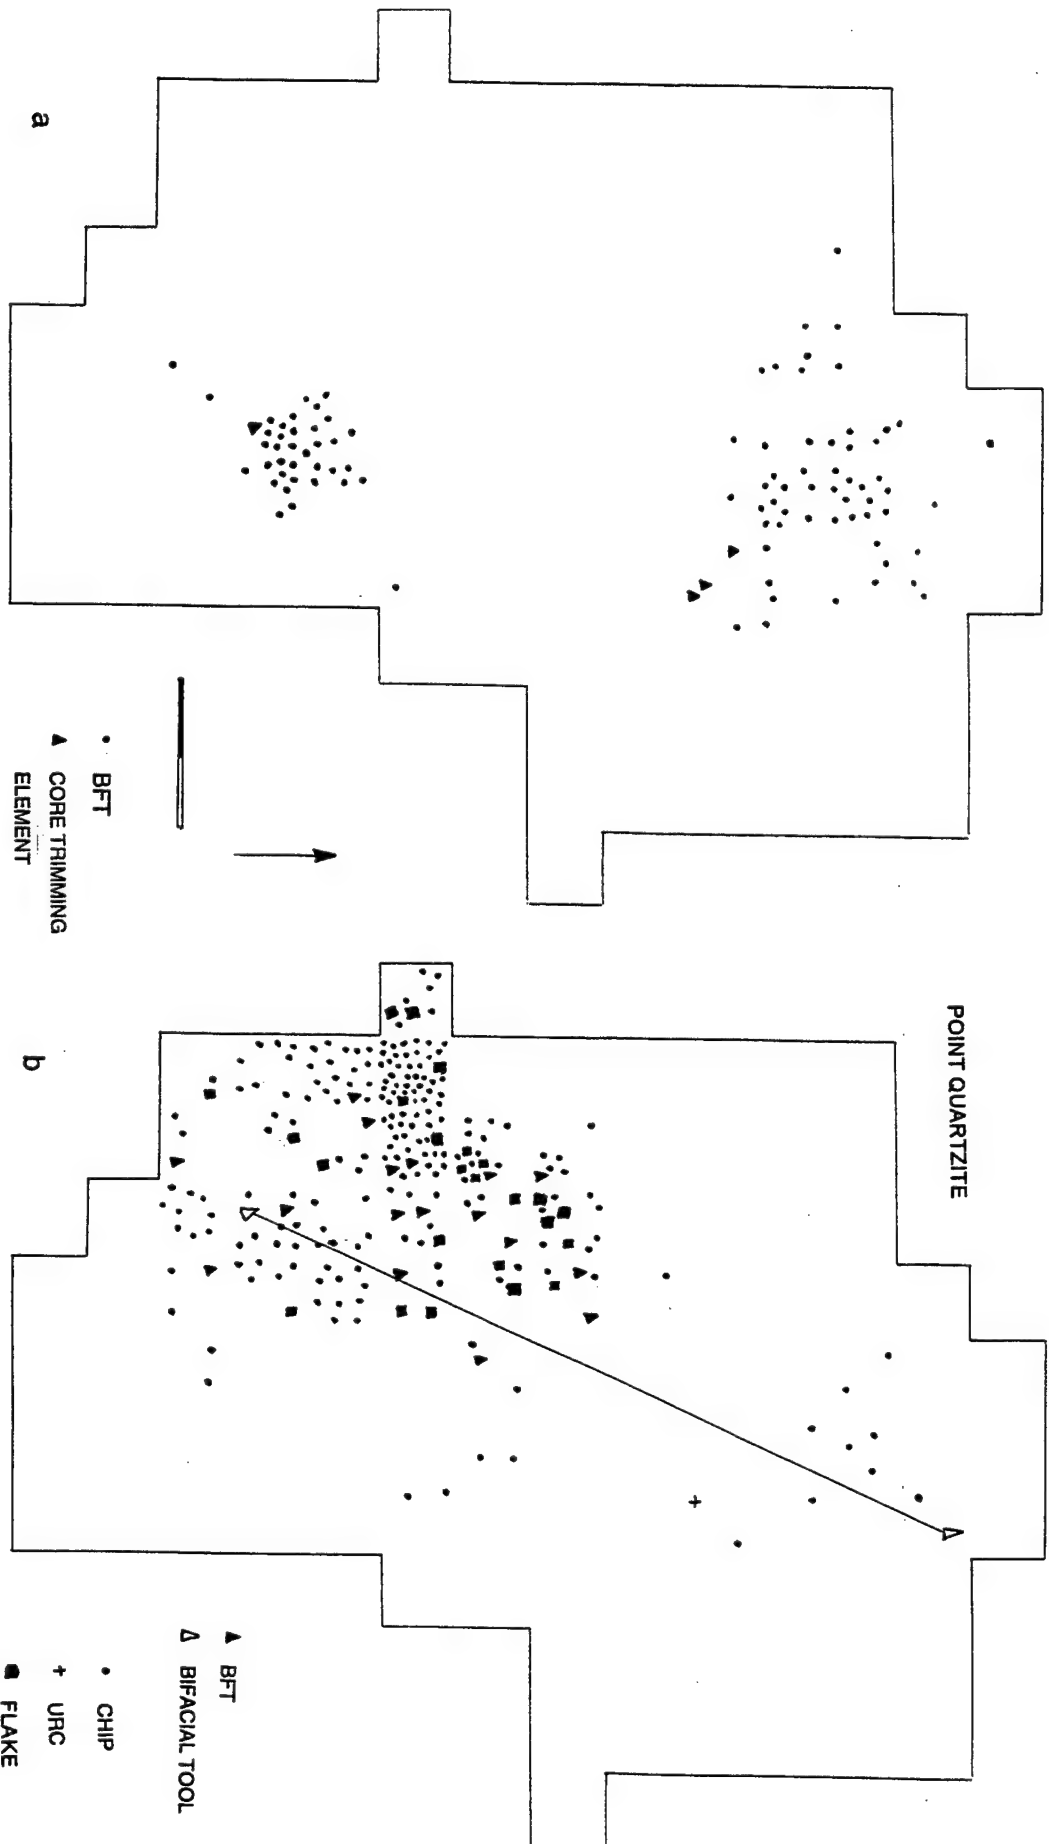 a
BFT
CORE TRIMMING
ELEMENT
POINT QUARTZITE
b
BFT
BIFACIAL TOOL
CHIP
URC
FLAKE